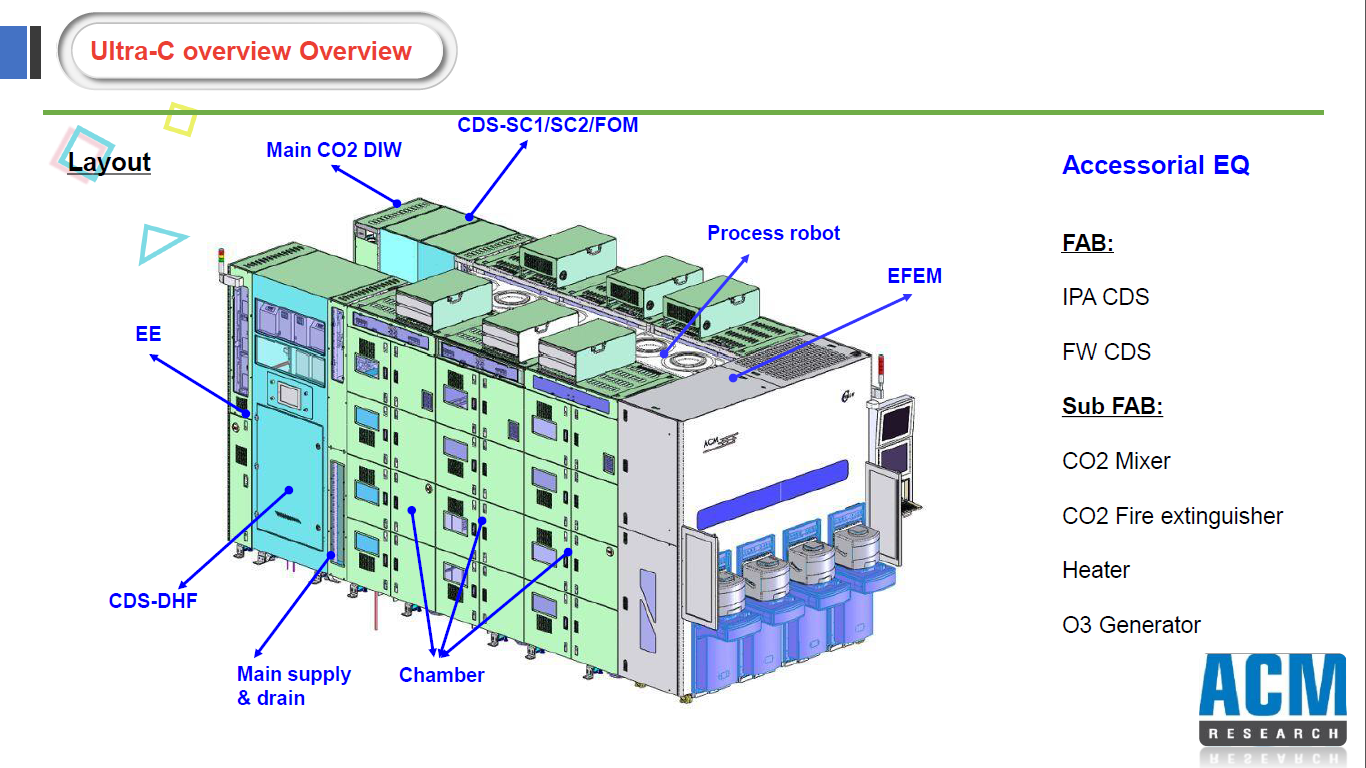 Ultra-C overview Overview
CDS-SC1/SC2/FOM
Main CO2 DIW
Layout
Accessorial EQ
Process robot
FAB:
EFEM
IPA CDS
EE
FW CDS
Sub FAB:
ACM
CO2 Mixer
CO2 Fire extinguisher
Heater
CDS-DHF
O3 Generator
Main supply
& drain
Chamber
ACM
RESEARCH